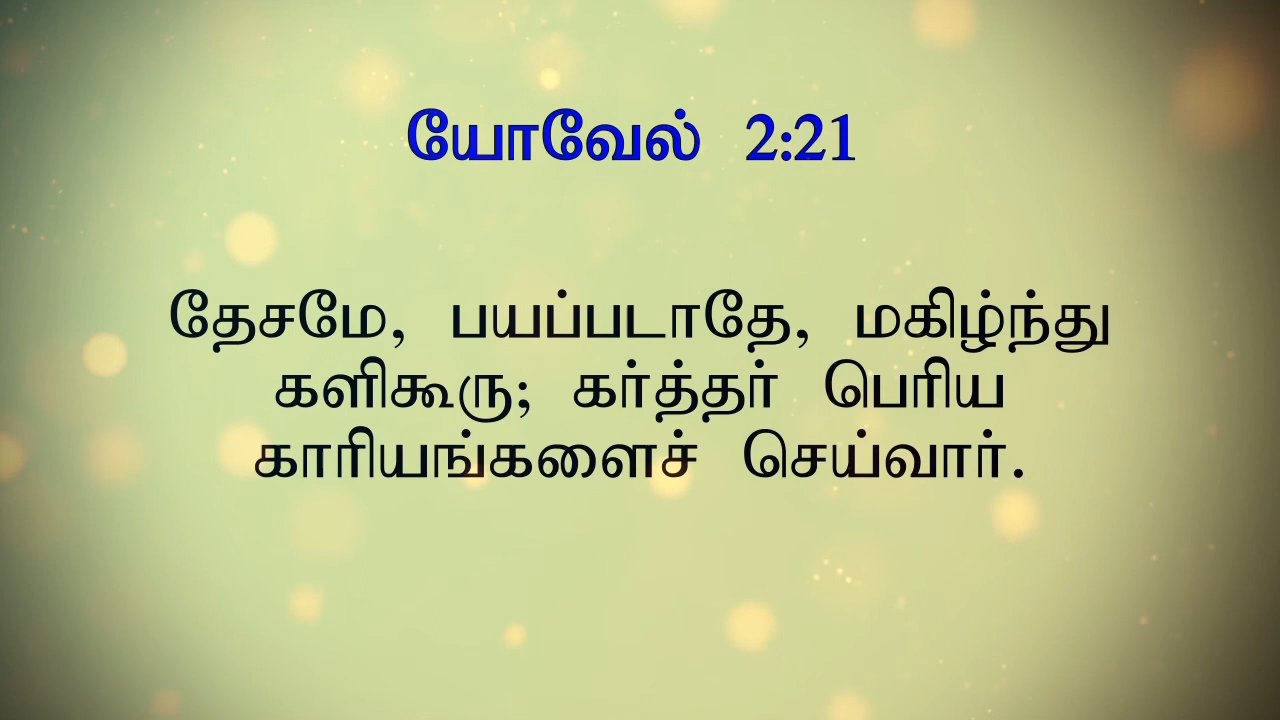 யோவேல் 2:21
தேசமே, பயப்படாதே, மகிழ்ந்து
களிகூரு; கர்த்தர் பெரிய
காரியங்களைச் செய்வார்.